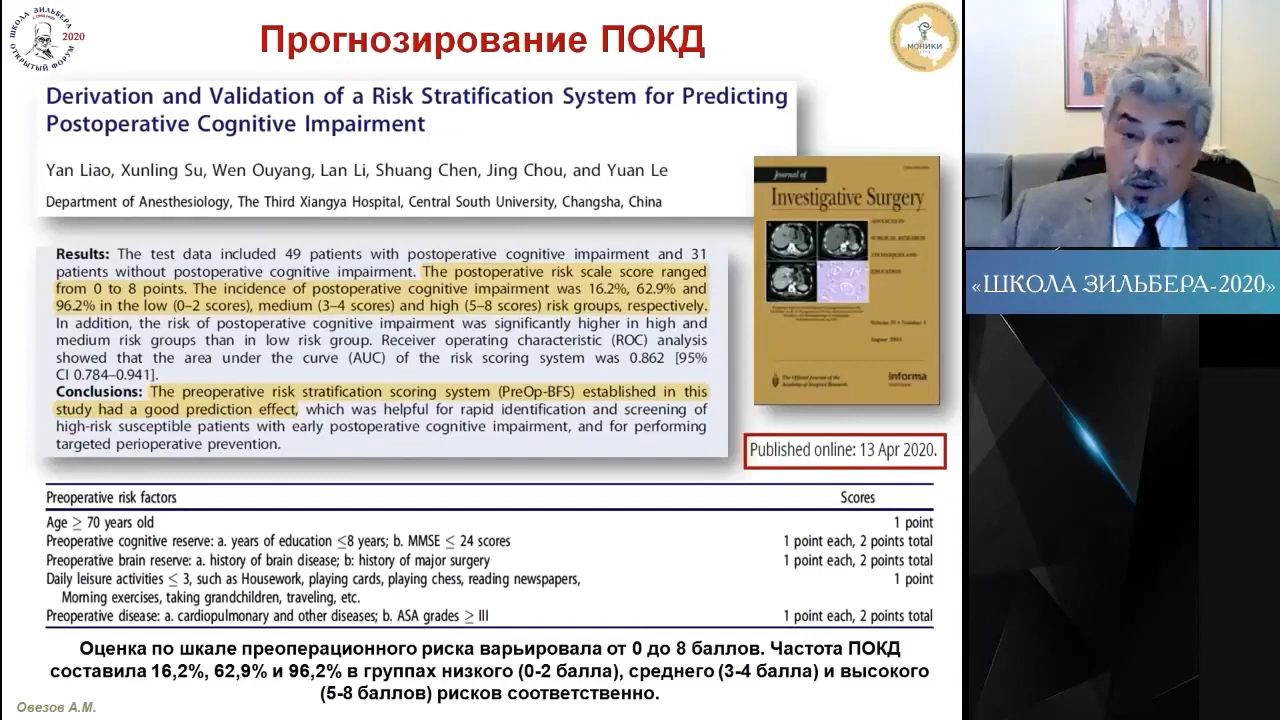 ШКОЛА ЗИЛЬБЕРА
ОТКРЫТЫЙ ФОРУМ
2020
Прогнозирование ПОКД
МОНИКИ
Derivation and Validation of a Risk Stratification System for Predicting
Postoperative Cognitive Impairment
Yan Liao, Xunling Su, Wen Ouyang, Lan Li, Shuang Chen, Jing Chou, and Yuan Le
Department of Anesthesiology, The Third Xiangya Hospital, Central South University, Changsha, China
Results: The test data included 49 patients with postoperative cognitive impairment and 31
patients without postoperative cognitive impairment. The postoperative risk scale score ranged
from 0 to 8 points. The incidence of postoperative cognitive impairment was 16.2%, 62.9% and
96.2% in the low (0–2 scores), medium (3–4 scores) and high (5–8 scores) risk groups, respectively.
In addition, the risk of postoperative cognitive impairment was significantly higher in high and
medium risk groups than in low risk group. Receiver operating characteristic (ROC) analysis
showed that the area under the curve (AUC) of the risk scoring system was 0.862 [95%
CI 0.784–0.941].
Conclusions: The preoperative risk stratification scoring system (PreOp-BFS) established in this
study had a good prediction effect, which was helpful for rapid identification and screening of
high-risk susceptible patients with early postoperative cognitive impairment, and for performing
targeted perioperative prevention.
Journal of
Investigative Surgery
informa
Published online: 13 Apr 2020.
Preoperative risk factors Scores
Age ≥ 70 years old 1 point
Preoperative cognitive reserve: a. years of education ≤8 years; b. MMSE ≤ 24 scores 1 point each, 2 points total
Preoperative brain reserve: a. history of brain disease; b: history of major surgery 1 point each, 2 points total
Daily leisure activities ≤ 3, such as Housework, playing cards, playing chess, reading newspapers, 1 point
Morning exercises, taking grandchildren, traveling, etc.
Preoperative disease: a. cardiopulmonary and other diseases; b. ASA grades ≥ III 1 point each, 2 points total
Оценка по шкале преоперационного риска варьировала от 0 до 8 баллов. Частота ПОКД
составила 16,2%, 62,9% и 96,2% в группах низкого (0-2 балла), среднего (3-4 балла) и высокого
(5-8 баллов) рисков соответственно.
Овезов А.М.
«ШКОЛА ЗИЛЬБЕРА-2020»